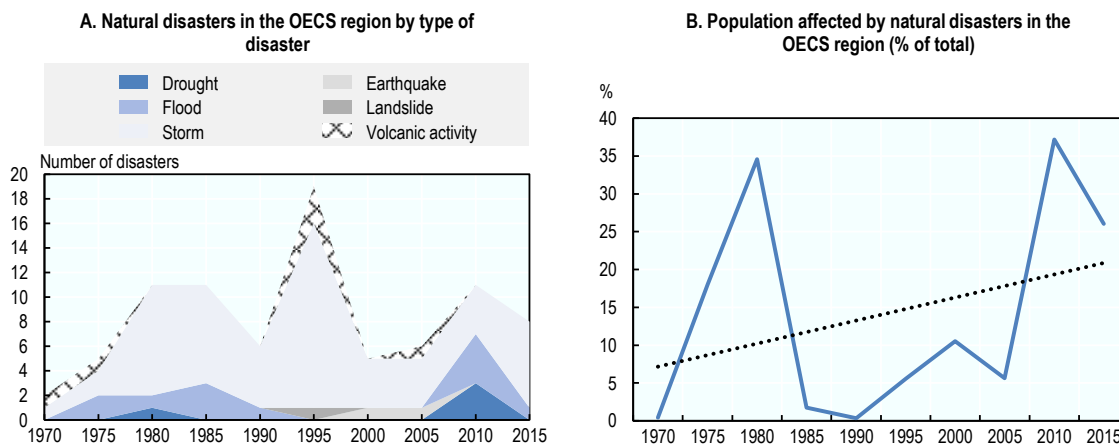 A. Natural disasters in the OECS region by type of
disaster
Drought
Earthquake
Flood
Landslide
Storm
Volcanic activity
Number of disasters
20
18
16
14
12
10
8
6
4
2
0
1970 1975 1980 1985 1990 1995 2000 2005 2010 2015
B. Population affected by natural disasters in the
OECS region (% of total)
%
40
35
30
25
20
15
10
5
0
1970 1975 1980 1985 1990 1995 2000 2005 2010 2015